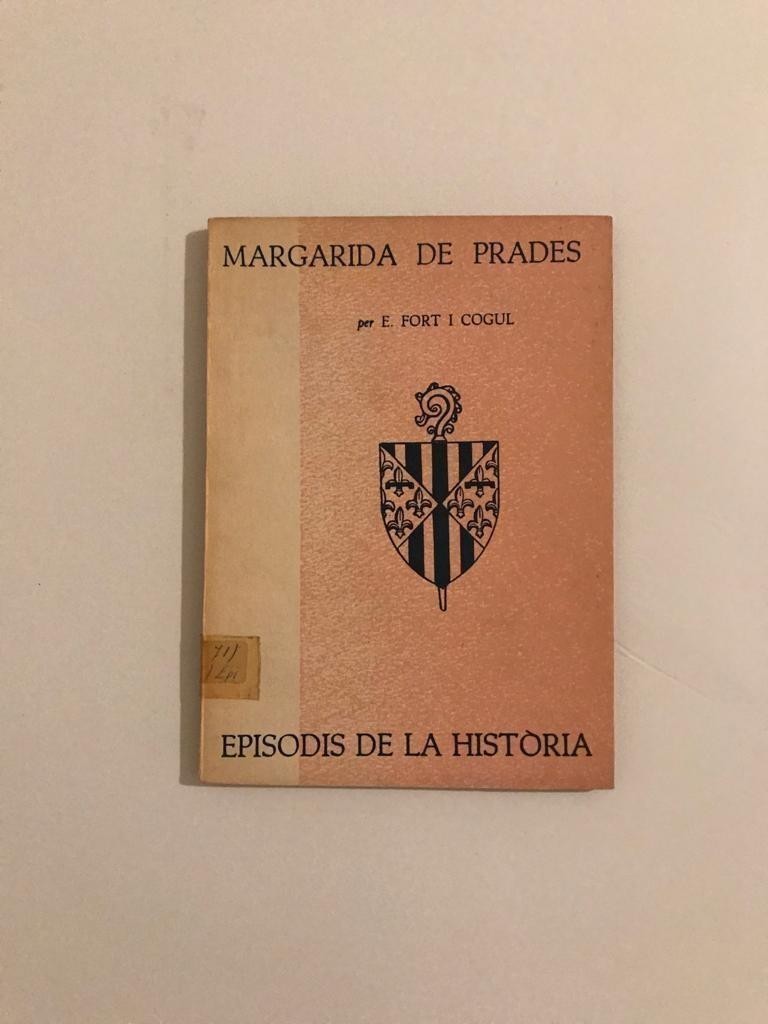 MARGARIDA DE PRADES
per E. FORT I COGUL
EPISODIS DE LA HISTÒRIA